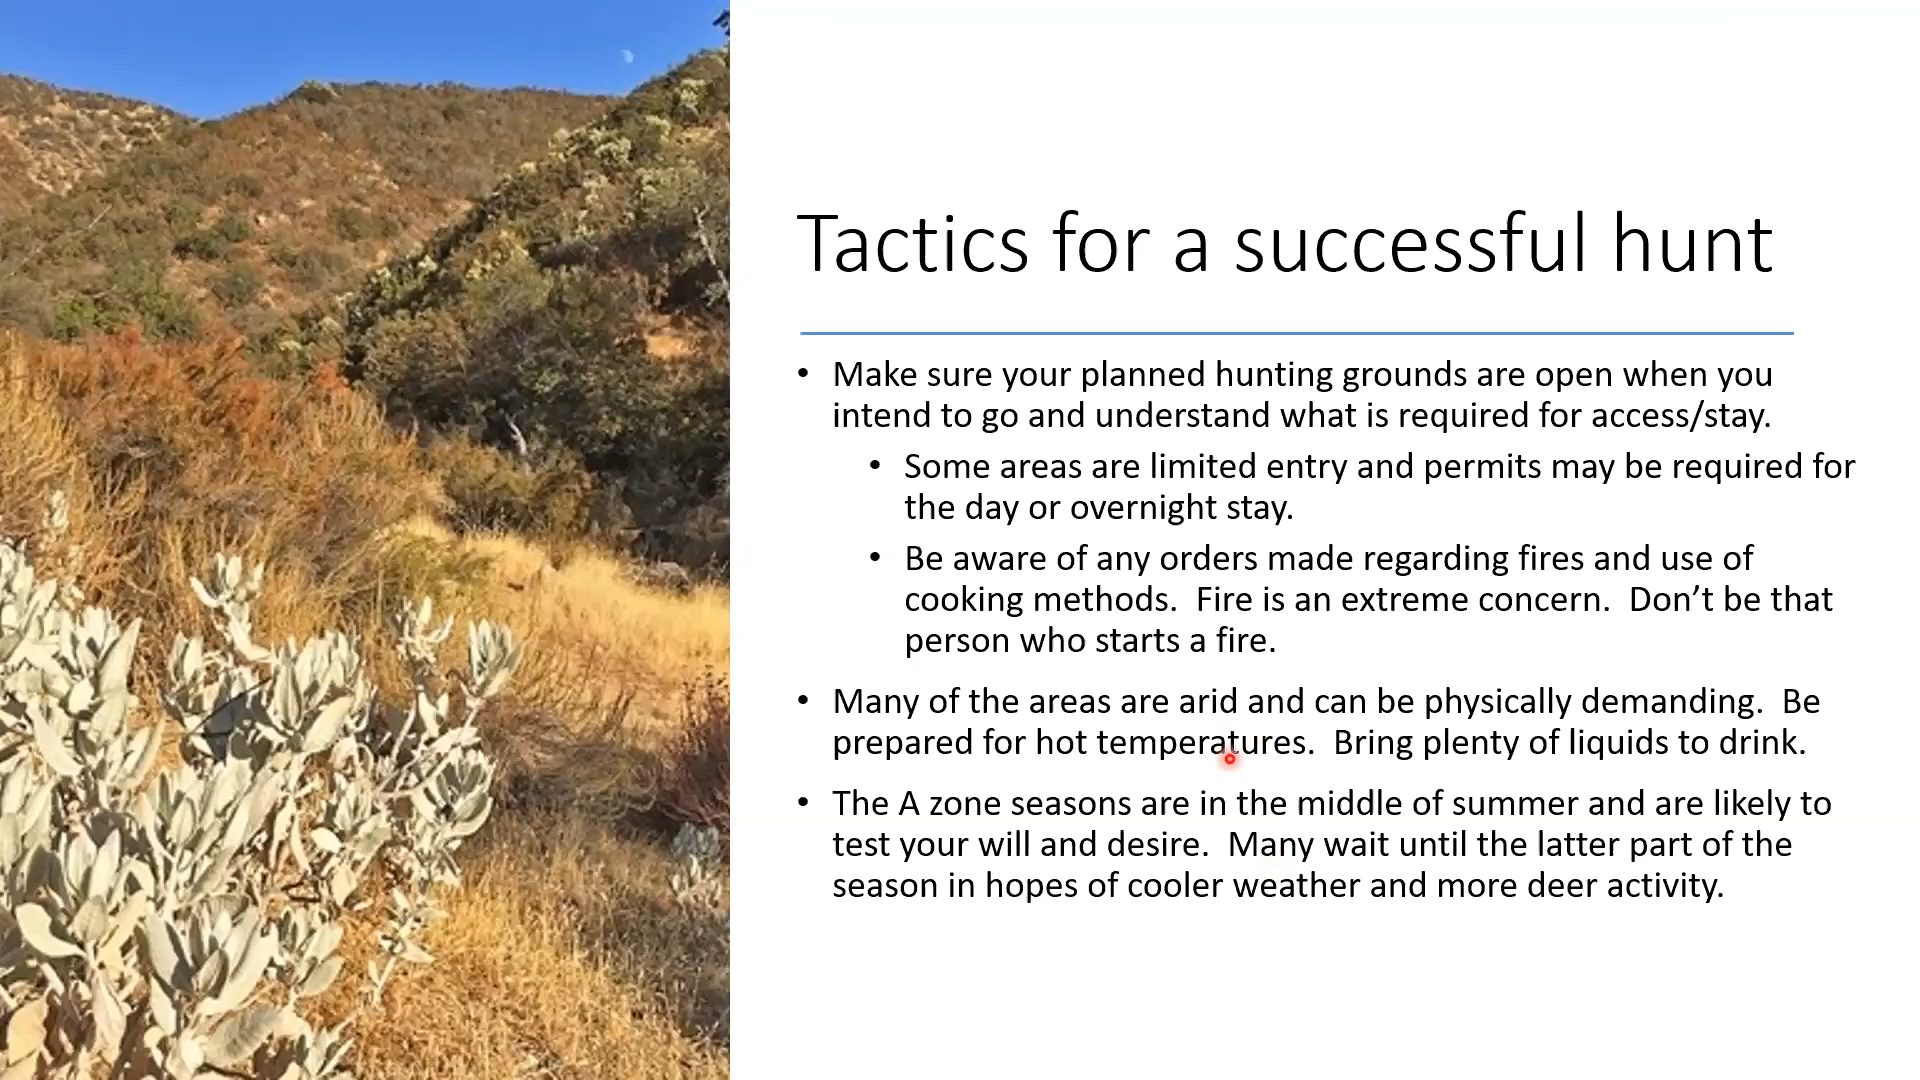 Tactics for a successful hunt
• Make sure your planned hunting grounds are open when you
intend to go and understand what is required for access/stay.
• Some areas are limited entry and permits may be required for
the day or overnight stay.
• Be aware of any orders made regarding fires and use of
cooking methods.  Fire is an extreme concern.  Don’t be that
person who starts a fire.
• Many of the areas are arid and can be physically demanding.  Be
prepared for hot temperatures.  Bring plenty of liquids to drink.
• The A zone seasons are in the middle of summer and are likely to
test your will and desire.  Many wait until the latter part of the
season in hopes of cooler weather and more deer activity.